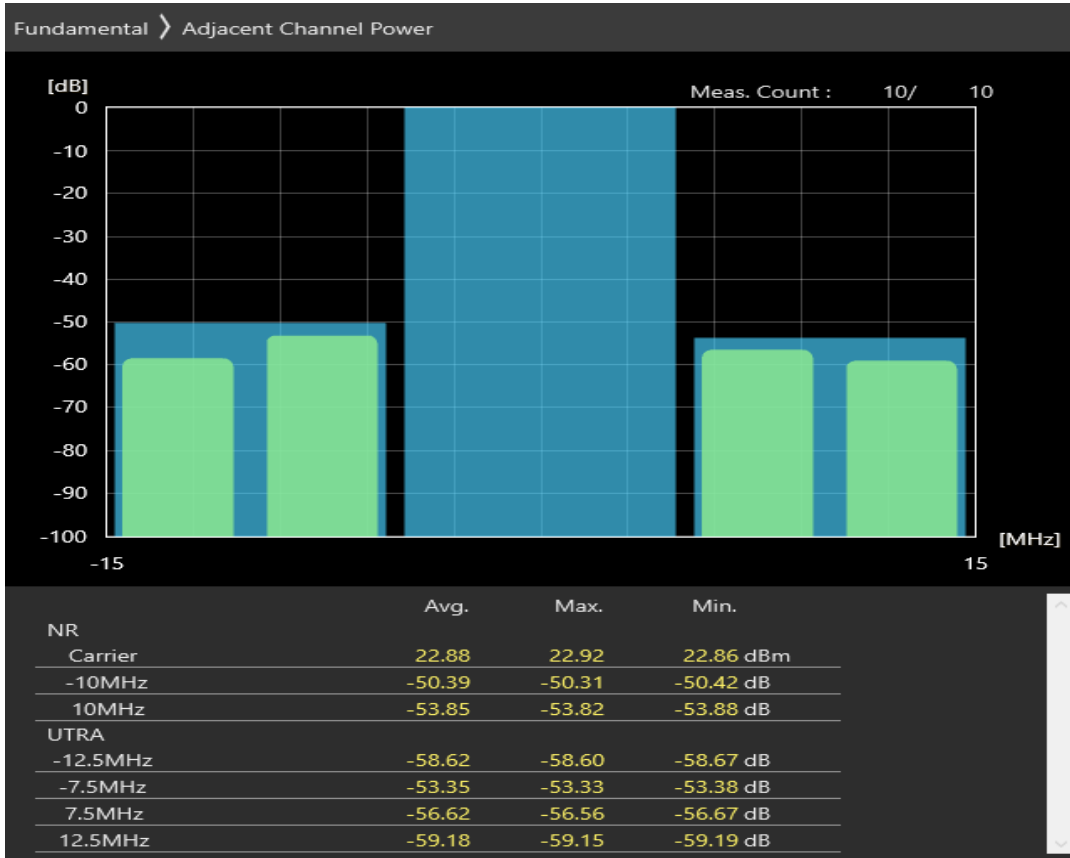 Fundamental 〉 Adjacent Channel Power
[dB]
Meas. Count : 10/ 10
0
-10
-20
-30
-40
-50
-60
-70
-80
-90
-100
[MHz]
-15 15
Avg. Max. Min.
NR
Carrier 22.88 22.92 22.86 dBm
-10MHz -50.39 -50.31 -50.42 dB
10MHz -53.85 -53.82 -53.88 dB
UTRA
-12.5MHz -58.62 -58.60 -58.67 dB
-7.5MHz -53.35 -53.33 -53.38 dB
7.5MHz -56.62 -56.56 -56.67 dB
12.5MHz -59.18 -59.15 -59.19 dB